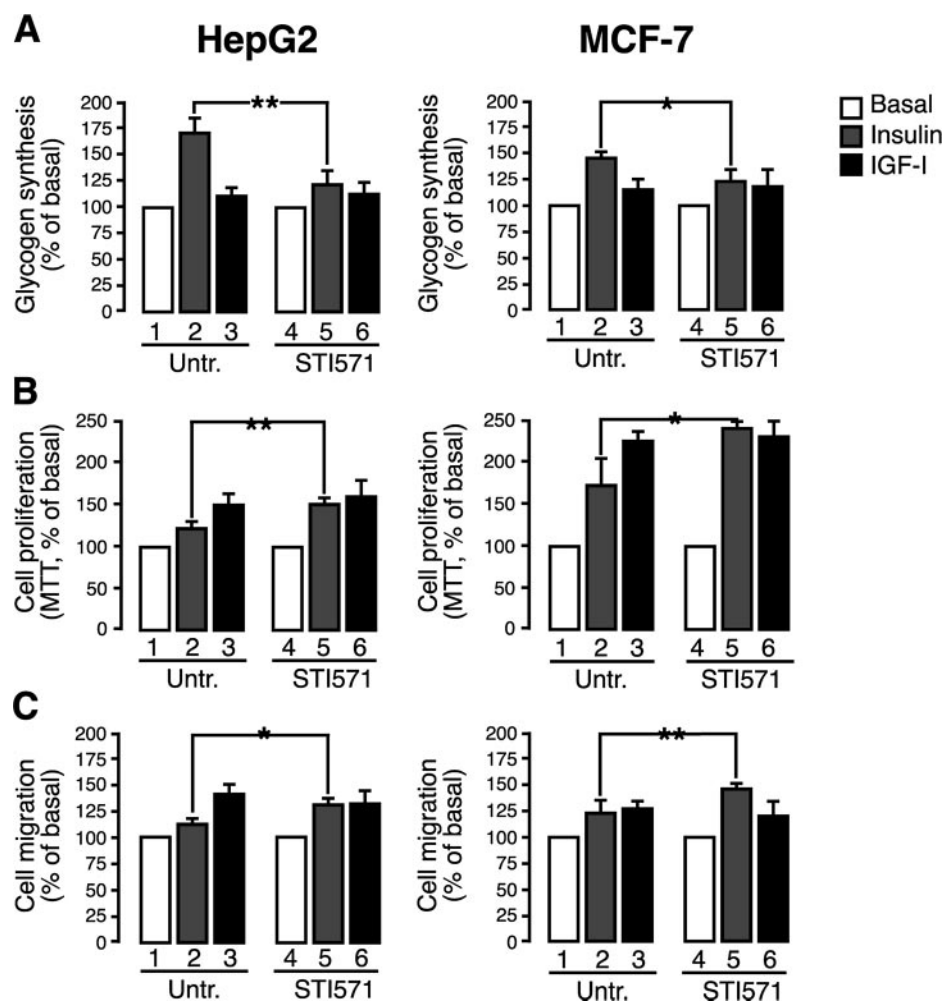 A
HepG2
MCF-7
Glycogen synthesis
(% of basal)
200
175
150
125
100
75
50
25
0
**
1 2 3 4 5 6
Untr. STI571
Glycogen synthesis
(% of basal)
200
175
150
125
100
75
50
25
0
*
1 2 3 4 5 6
Untr. STI571
Basal
Insulin
IGF-I
B
Cell proliferation
(MTT, % of basal)
250
200
150
100
50
0
**
1 2 3 4 5 6
Untr. STI571
Cell proliferation
(MTT, % of basal)
250
200
150
100
50
0
*
1 2 3 4 5 6
Untr. STI571
C
Cell migration
(% of basal)
200
175
150
125
100
75
50
25
0
*
1 2 3 4 5 6
Untr. STI571
Cell migration
(% of basal)
200
175
150
125
100
75
50
25
0
**
1 2 3 4 5 6
Untr. STI571